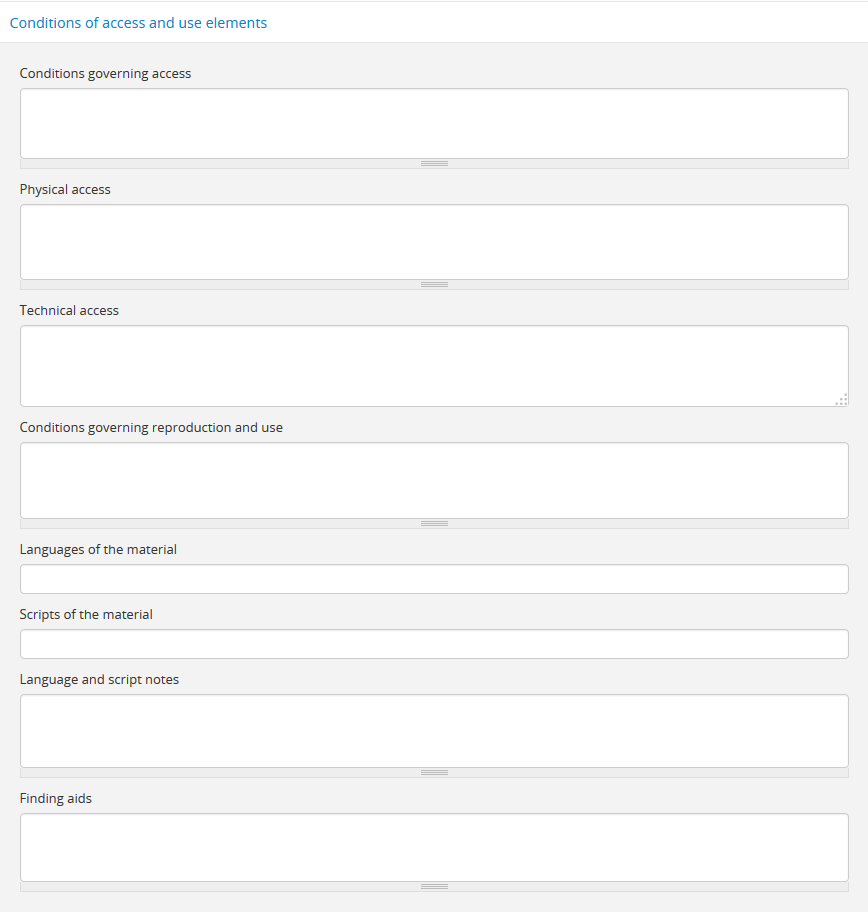 Conditions of access and use elements
Conditions governing access
Physical access
Technical access
Conditions governing reproduction and use
Languages of the material
Scripts of the material
Language and script notes
Finding aids